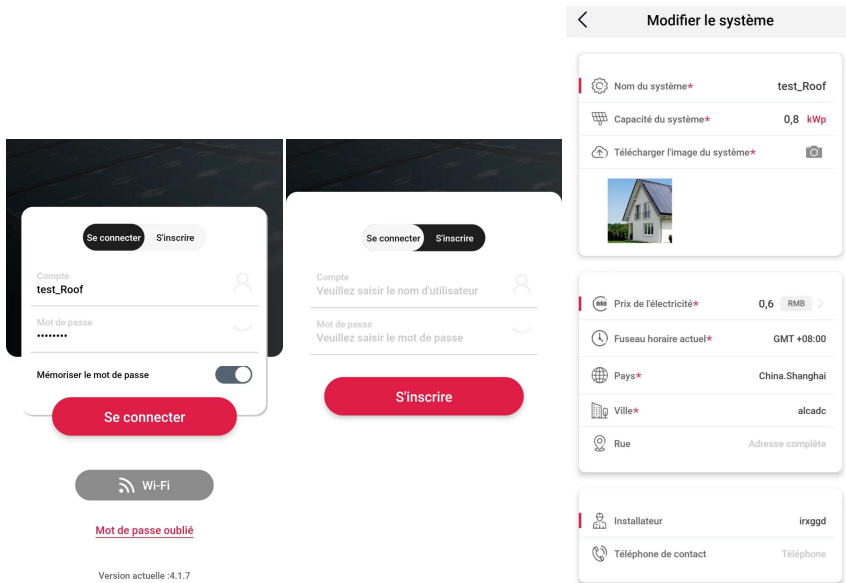 Se connecter S'inscrire
Compte
test_Roof
Mot de passe
••••••••
Mémoriser le mot de passe
Se connecter
Wi-Fi
Mot de passe oublié
Version actuelle :4.1.7
Se connecter S'inscrire
Compte
Veuillez saisir le nom d'utilisateur
Mot de passe
Veuillez saisir le mot de passe
S'inscrire
Modifier le système
Nom du système* test_Roof
Capacité du système* 0,8 kWp
Télécharger l'image du système*
Prix de l'électricité* 0,6 RMB
Fuseau horaire actuel* GMT +08:00
Pays* China.Shanghai
Ville* alcadc
Rue Adresse complète
Installateur irxggd
Téléphone de contact Téléphone